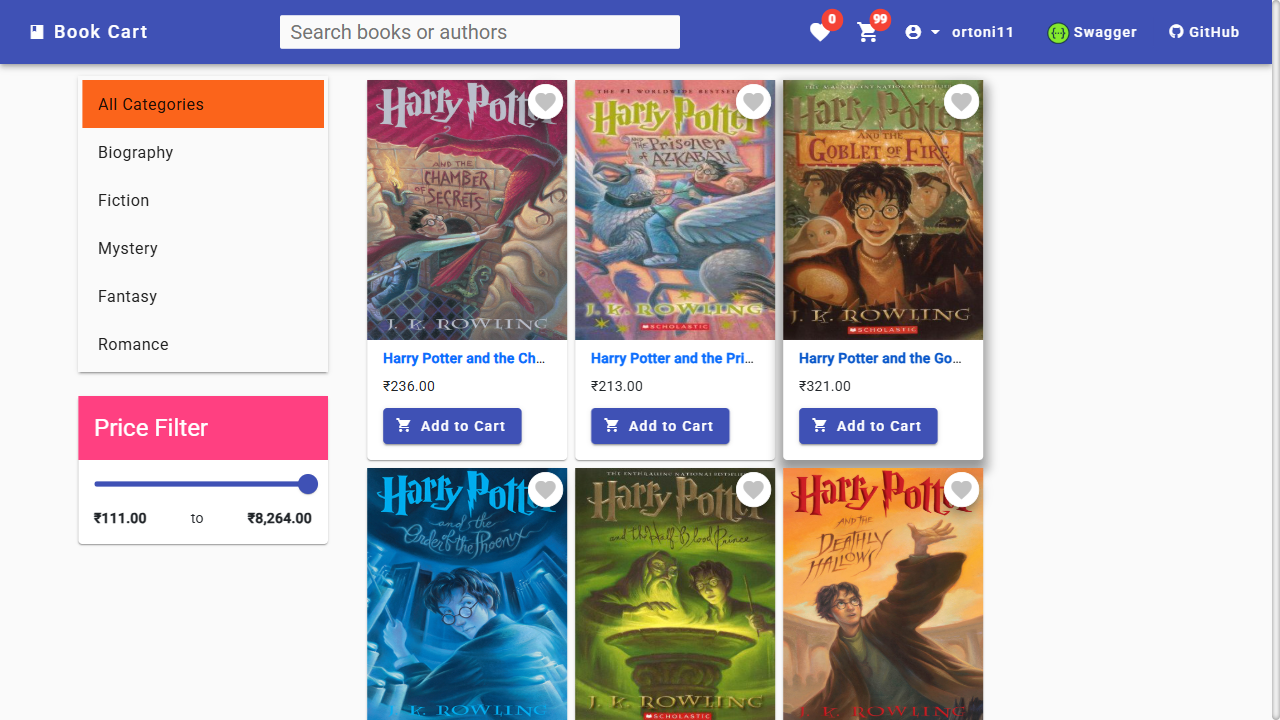 Book Cart
Search books or authors
0
99
ortoni11
Swagger
GitHub
All Categories
Biography
Fiction
Mystery
Fantasy
Romance
Price Filter
₹111.00 to ₹8,264.00
Harry Potter
AND THE
CHAMBER
OF
SECRETS
J. K. ROWLING
Harry Potter and the Ch...
₹236.00
Add to Cart
THE #1 WORLDWIDE BESTSELLER
Harry Potter
AND THE Prisoner
of AZKABAN
J. K. ROWLING
SCHOLASTIC
Harry Potter and the Pri...
₹213.00
Add to Cart
Harry Potter
AND THE
GOBLET OF FIRE
J. K. ROWLING
SCHOLASTIC
Harry Potter and the Go...
₹321.00
Add to Cart
Harry Potter
and the
Order of the Phoenix
J. K. ROWLING
Harry Potter
and the Half-Blood Prince
J. K. ROWLING
SCHOLASTIC
Harry Potter
AND THE
DEATHLY
HALLOWS
J. K. ROWLING